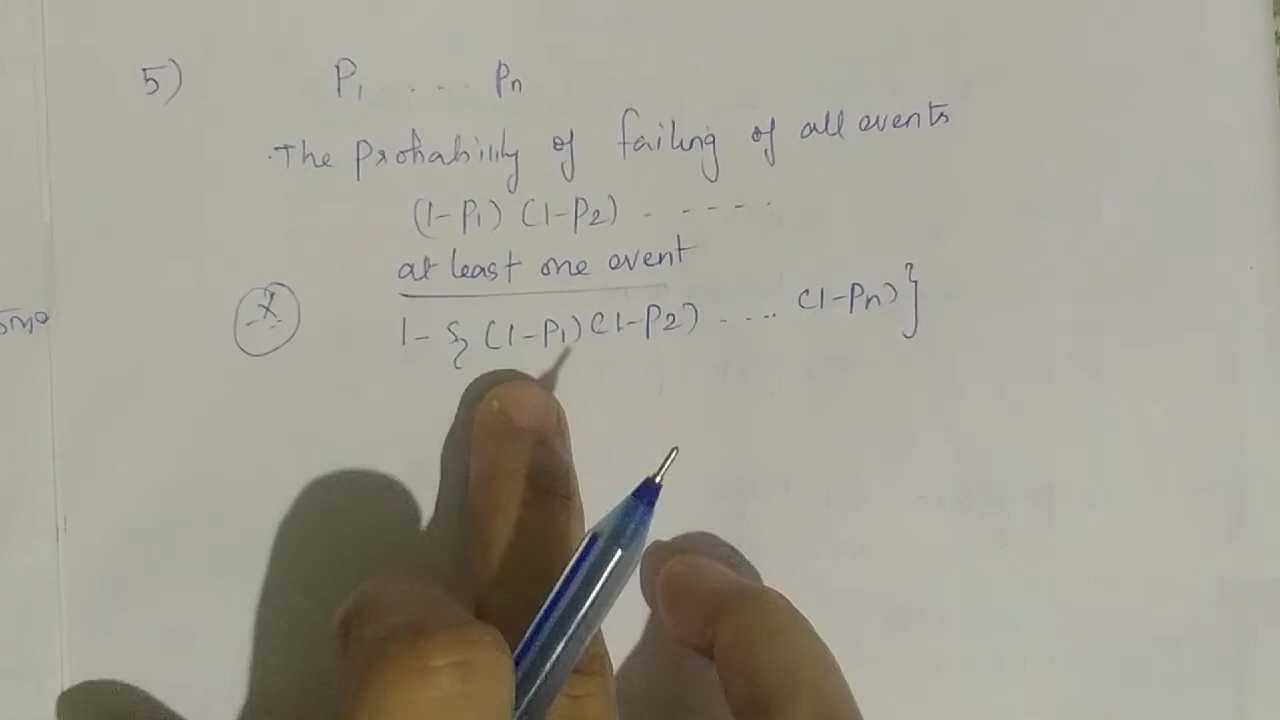 5) P1 .... Pn
The Probability of failing of all events
(1-P1) (1-P2) - - - - - -
at least one event
X 1- { (1-P1) (1-P2) - .... (1-Pn) }